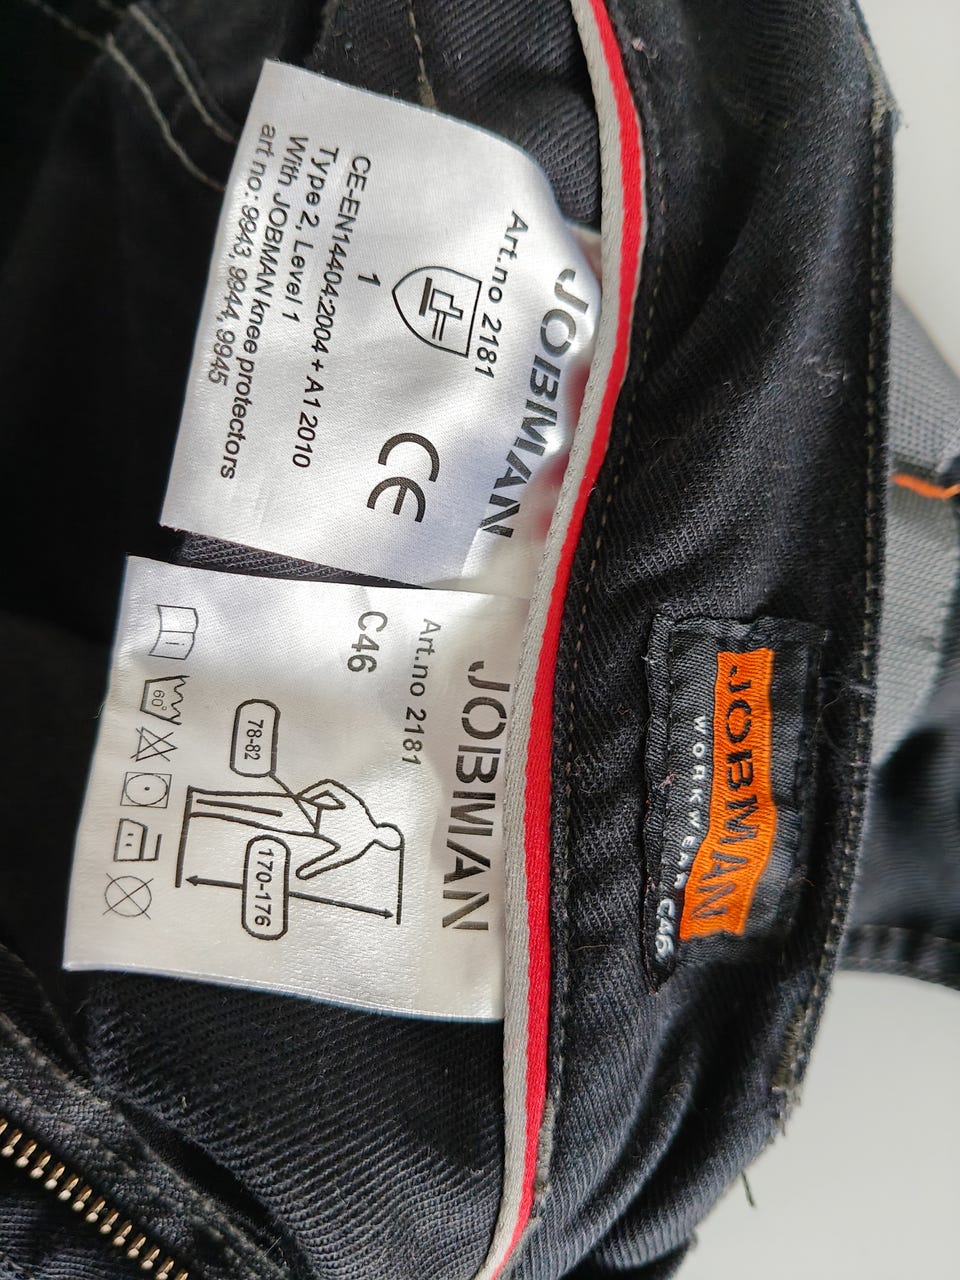 JOBMAN
Art.no 2181
1
CE
CE-EN14404:2004 + A1 2010
Type 2, Level 1
With JOBMAN knee protectors
art no: 9943, 9944, 9945
JOBMAN
Art.no 2181
C46
78-82
170-176
i
60°
JOBMAN
WORKWEAR C46